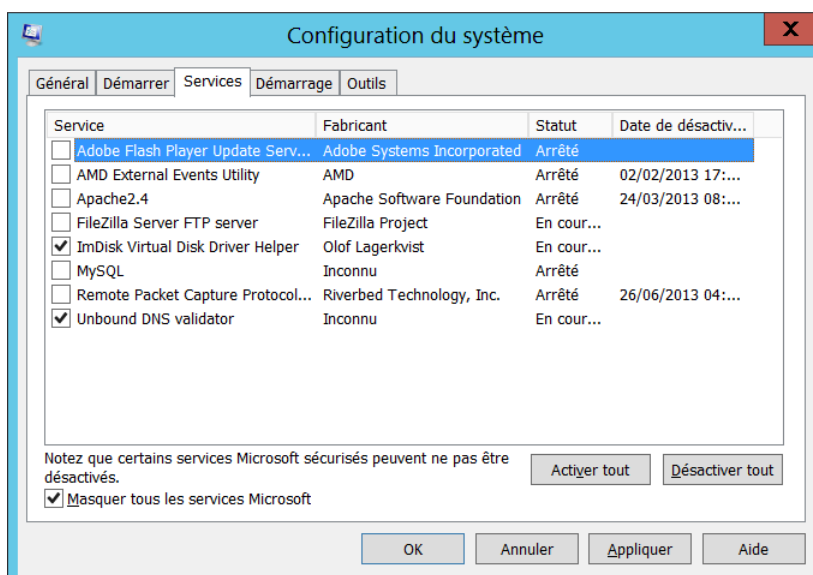 Configuration du système
x
Général Démarrer Services Démarrage Outils
Service Fabricant Statut Date de désactiv...
Adobe Flash Player Update Serv... Adobe Systems Incorporated Arrêté
AMD External Events Utility AMD Arrêté 02/02/2013 17:...
Apache2.4 Apache Software Foundation Arrêté 24/03/2013 08:...
FileZilla Server FTP server FileZilla Project En cour...
ImDisk Virtual Disk Driver Helper Olof Lagerkvist En cour...
MySQL Inconnu Arrêté
Remote Packet Capture Protocol... Riverbed Technology, Inc. Arrêté 26/06/2013 04:...
Unbound DNS validator Inconnu En cour...
Notez que certains services Microsoft sécurisés peuvent ne pas être
désactivés.
Activer tout Désactiver tout
Masquer tous les services Microsoft
OK Annuler Appliquer Aide